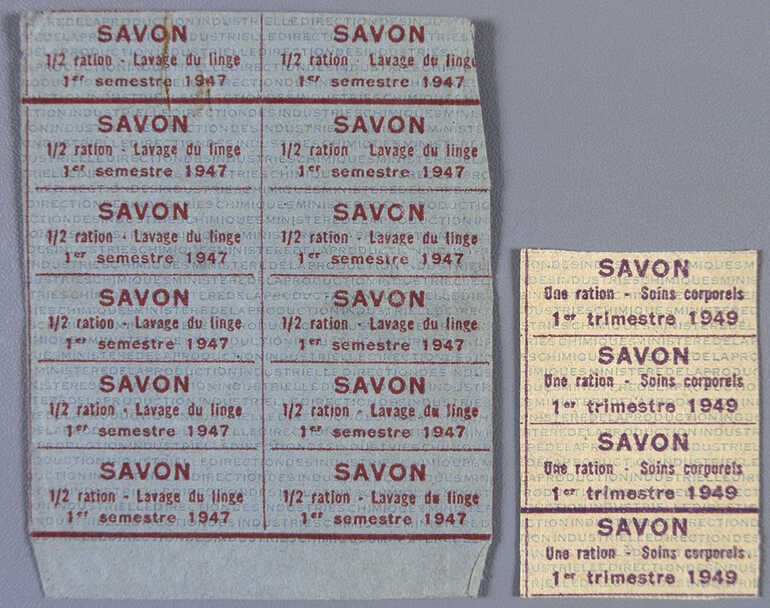 SAVON
1/2 ration - Lavage du linge
1er semestre 1947
SAVON
1/2 ration - Lavage du linge
1er semestre 1947
SAVON
1/2 ration - Lavage du linge
1er semestre 1947
SAVON
1/2 ration - Lavage du linge
1er semestre 1947
SAVON
1/2 ration - Lavage du linge
1er semestre 1947
SAVON
1/2 ration - Lavage du linge
1er semestre 1947
SAVON
1/2 ration - Lavage du linge
1er semestre 1947
SAVON
1/2 ration - Lavage du linge
1er semestre 1947
SAVON
1/2 ration - Lavage du linge
1er semestre 1947
SAVON
1/2 ration - Lavage du linge
1er semestre 1947
SAVON
1/2 ration - Lavage du linge
1er semestre 1947
SAVON
1/2 ration - Lavage du linge
1er semestre 1947
SAVON
Une ration - Soins corporels
1er trimestre 1949
SAVON
Une ration - Soins corporels
1er trimestre 1949
SAVON
Une ration - Soins corporels
1er trimestre 1949
SAVON
Une ration - Soins corporels.
1er trimestre 1949